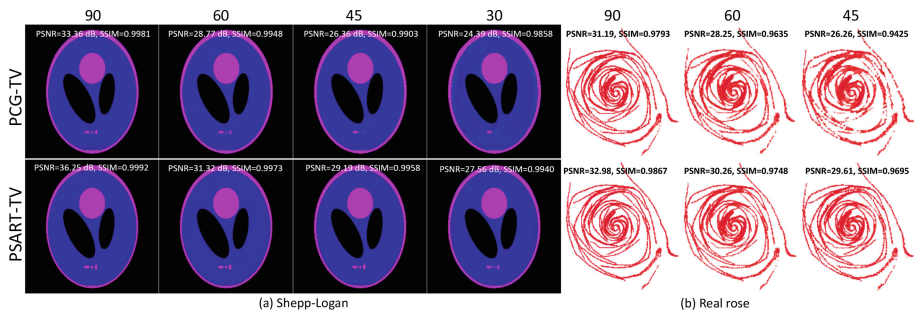 90 60 45 30 90 60 45
PCG-TV
PSNR=33.36 dB, SSIM=0.9981 PSNR=28.77 dB, SSIM=0.9948 PSNR=26.36 dB, SSIM=0.9903 PSNR=24.39 dB, SSIM=0.9858 PSNR=31.19, SSIM=0.9793 PSNR=28.25, SSIM=0.9635 PSNR=26.26, SSIM=0.9425
PSART-TV
PSNR=36.25 dB, SSIM=0.9992 PSNR=31.32 dB, SSIM=0.9973 PSNR=29.19 dB, SSIM=0.9958 PSNR=27.56 dB, SSIM=0.9940 PSNR=32.98, SSIM=0.9867 PSNR=30.26, SSIM=0.9748 PSNR=29.61, SSIM=0.9695
(a) Shepp-Logan (b) Real rose